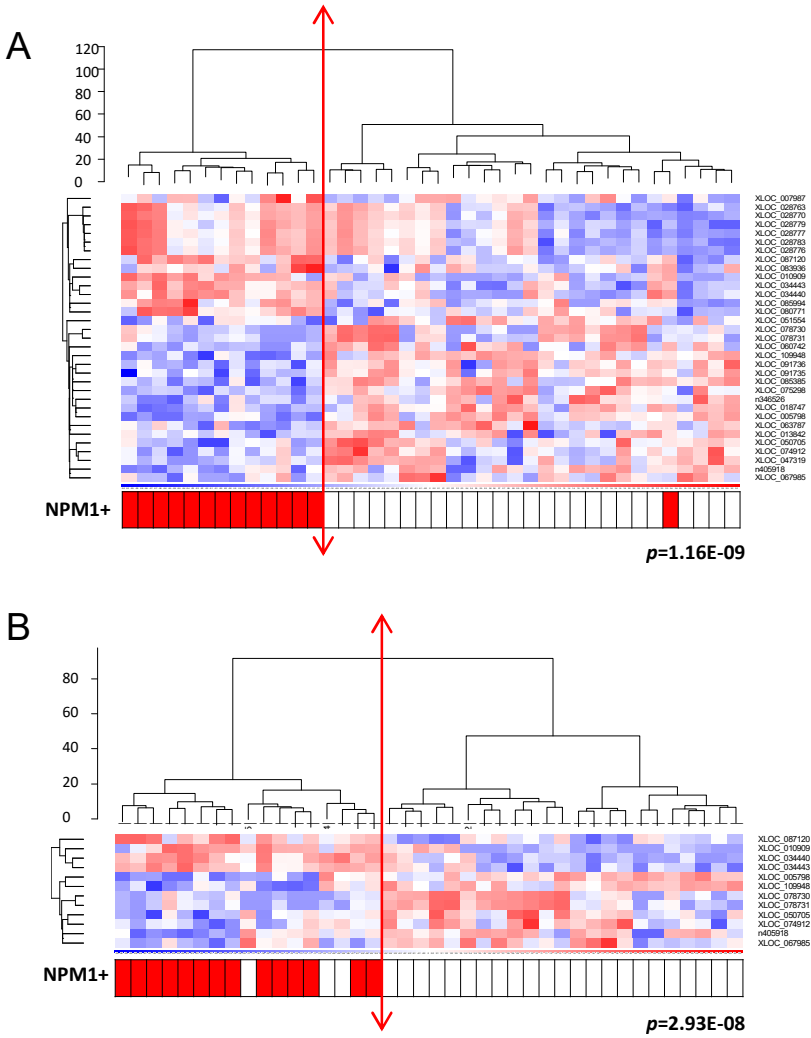 A
120
100
80
60
40
20
0
XLOC_007987
XLOC_028763
XLOC_028770
XLOC_028779
XLOC_028777
XLOC_028783
XLOC_028776
XLOC_087120
XLOC_083936
XLOC_010909
XLOC_034443
XLOC_034440
XLOC_085994
XLOC_080771
XLOC_051554
XLOC_078730
XLOC_078731
XLOC_060742
XLOC_109948
XLOC_091736
XLOC_091735
XLOC_085385
XLOC_075298
n346526
XLOC_018747
XLOC_005798
XLOC_063787
XLOC_013842
XLOC_050705
XLOC_074912
XLOC_047319
n405918
XLOC_067985
NPM1+
p=1.16E-09
B
80
60
40
20
0
XLOC_087120
XLOC_010909
XLOC_034440
XLOC_034443
XLOC_005798
XLOC_109948
XLOC_078730
XLOC_078731
XLOC_050705
XLOC_074912
n405918
XLOC_067985
NPM1+
p=2.93E-08